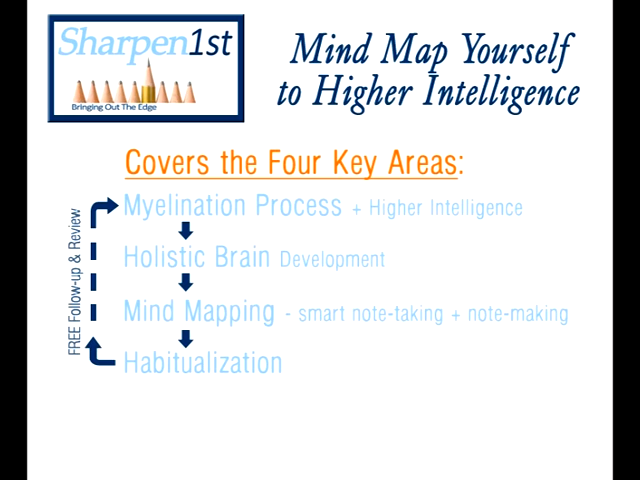 Sharpen1st
Bringing Out The Edge
Mind Map Yourself
to Higher Intelligence
Covers the Four Key Areas:
Myelination Process + Higher Intelligence
Holistic Brain Development
Mind Mapping - smart note-taking + note-making
Habitualization
FREE Follow-up & Review